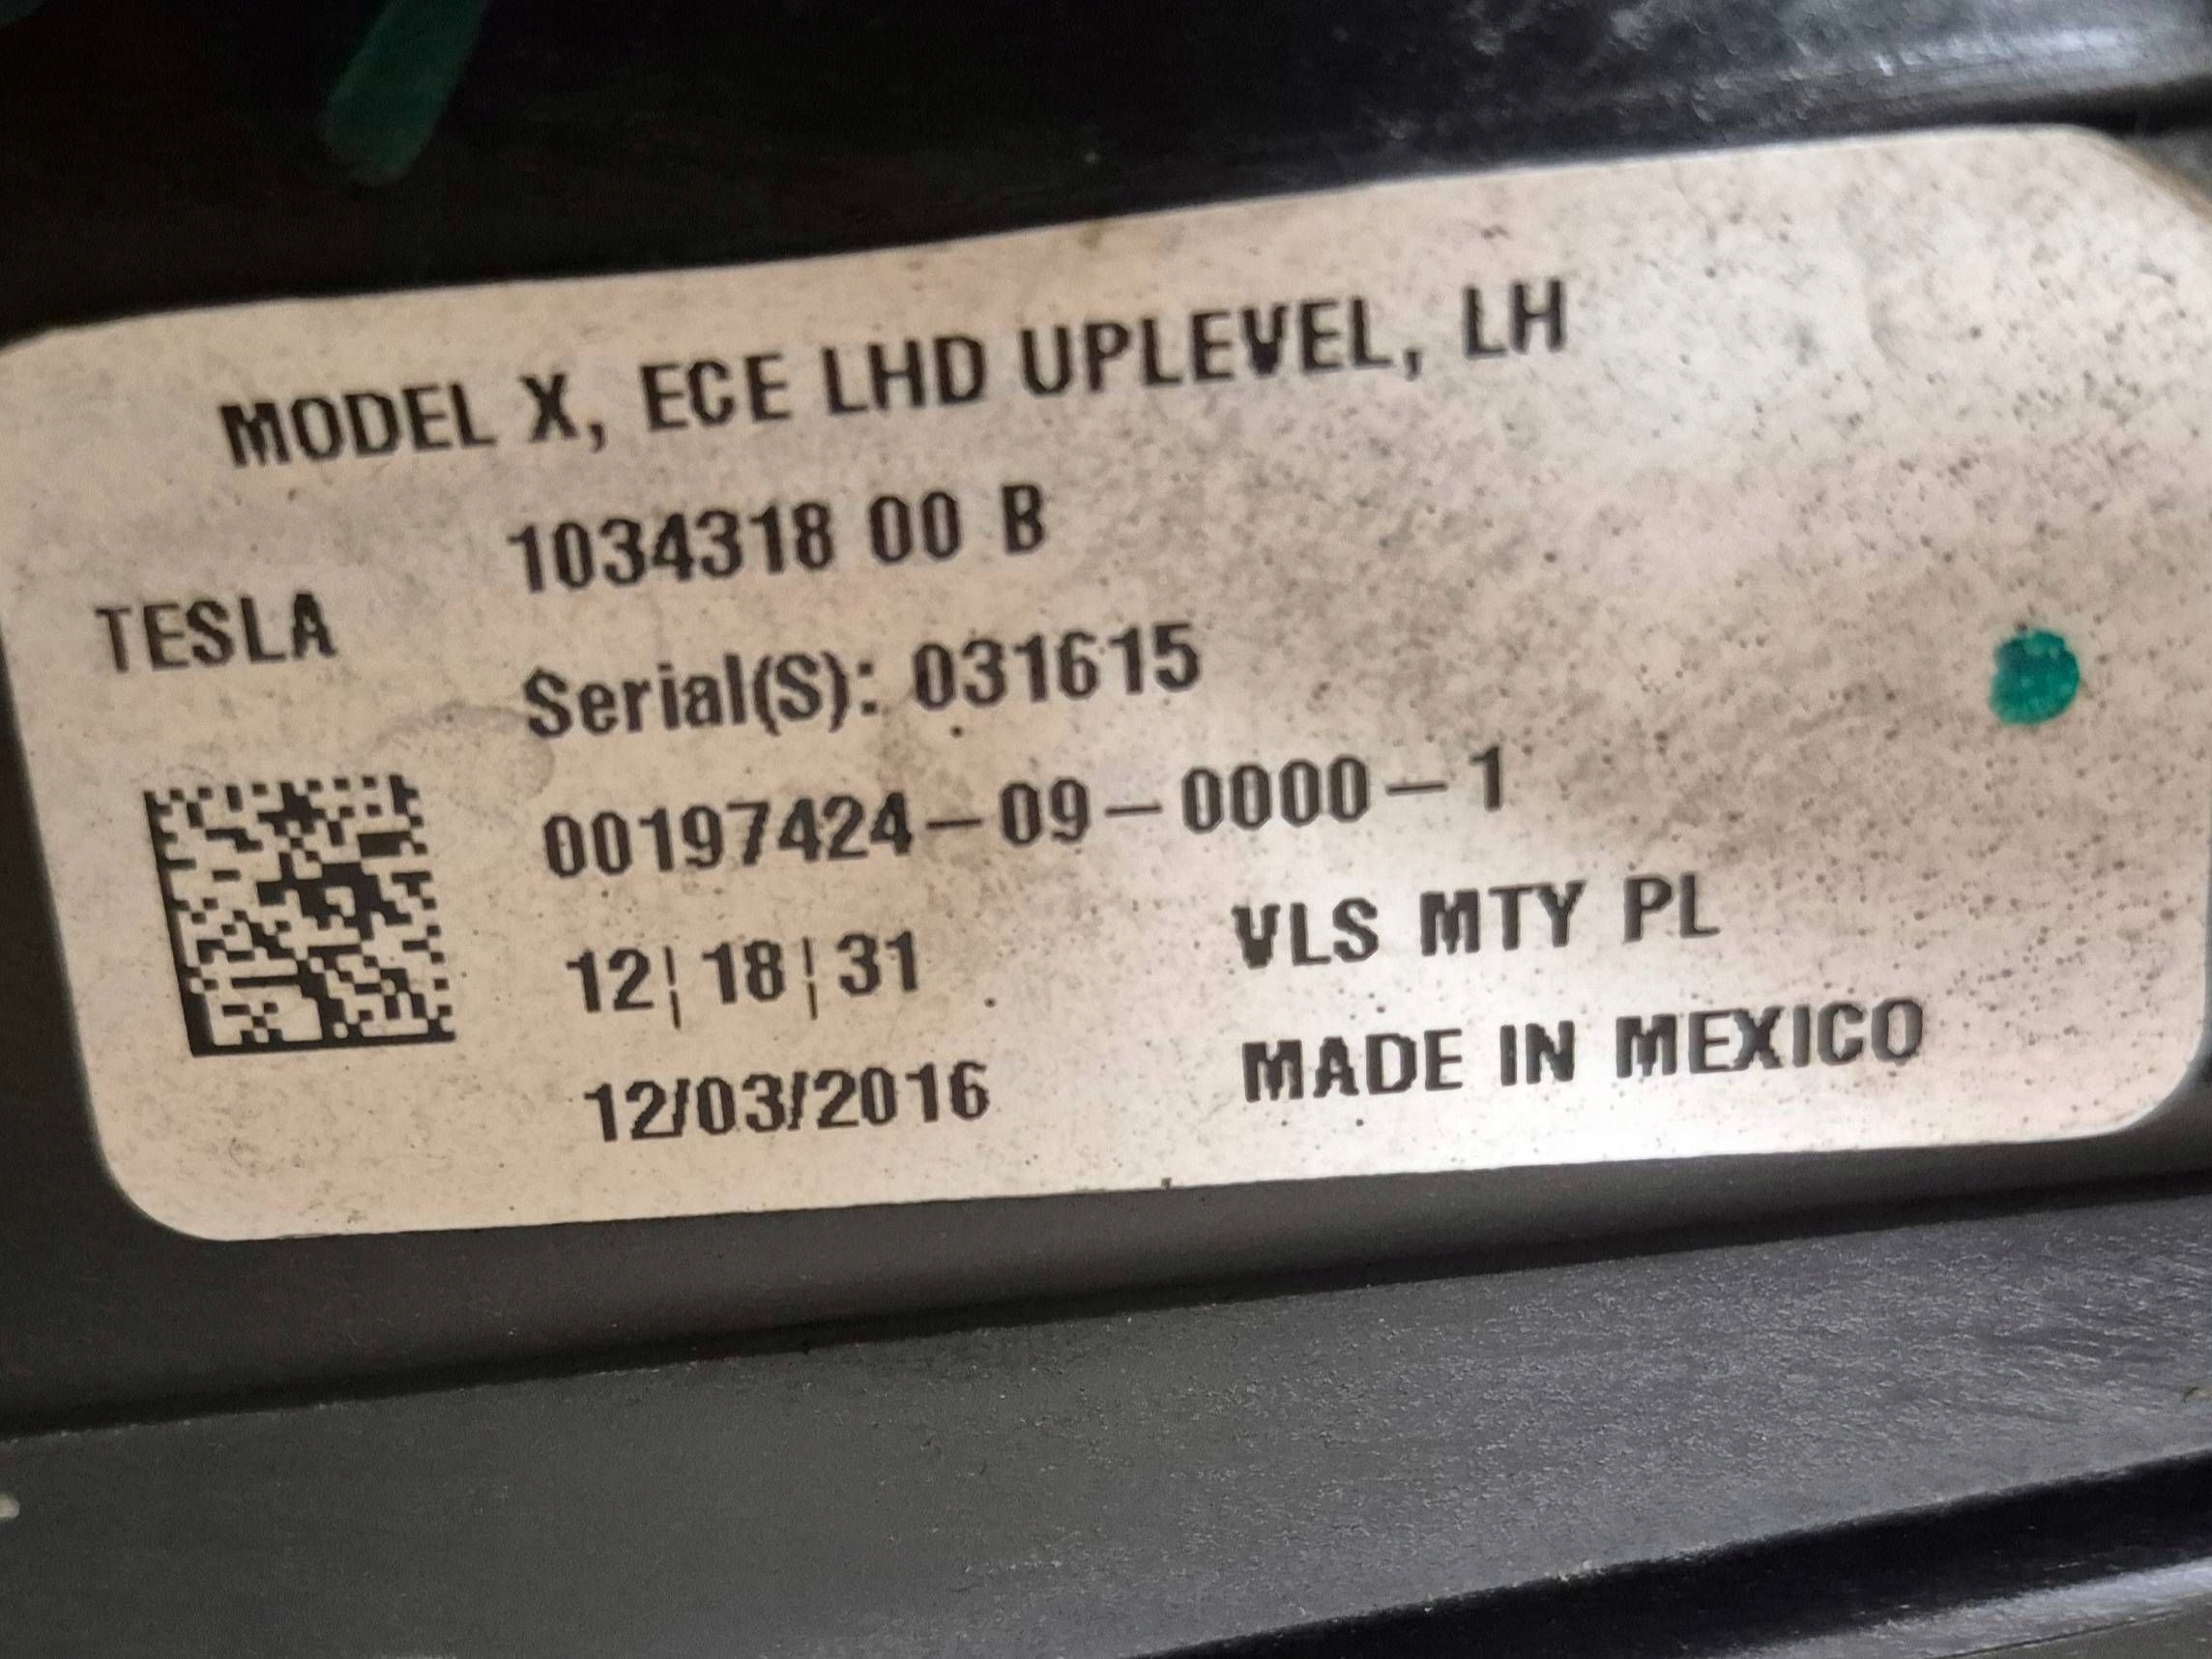 MODEL X, ECE LHD UPLEVEL, LH
1034318 00 B
TESLA
Serial(S): 031615
00197424-09-0000-1
12¦18¦31
VLS MTY PL
12/03/2016
MADE IN MEXICO